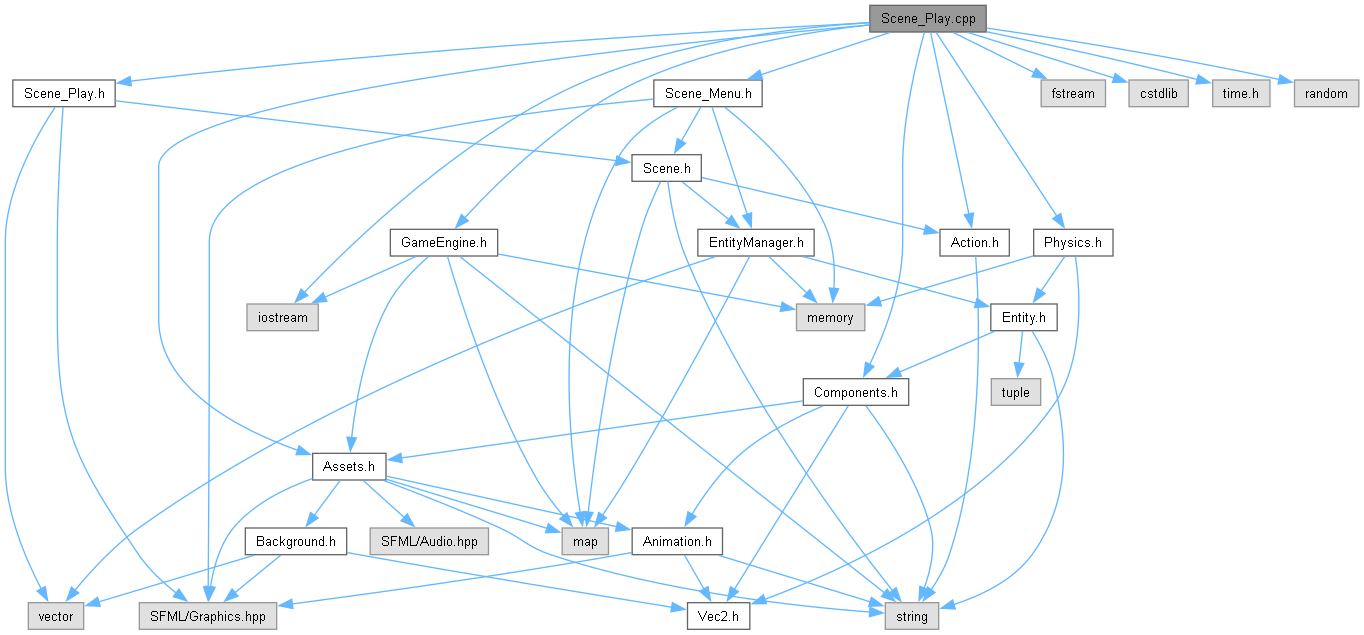 Scene_Play.cpp
Scene_Play.h
Scene_Menu.h
fstream
cstdlib
time.h
random
Scene.h
GameEngine.h
EntityManager.h
Action.h
Physics.h
iostream
memory
Entity.h
Components.h
tuple
Assets.h
Background.h
SFML/Audio.hpp
map
Animation.h
vector
SFML/Graphics.hpp
Vec2.h
string